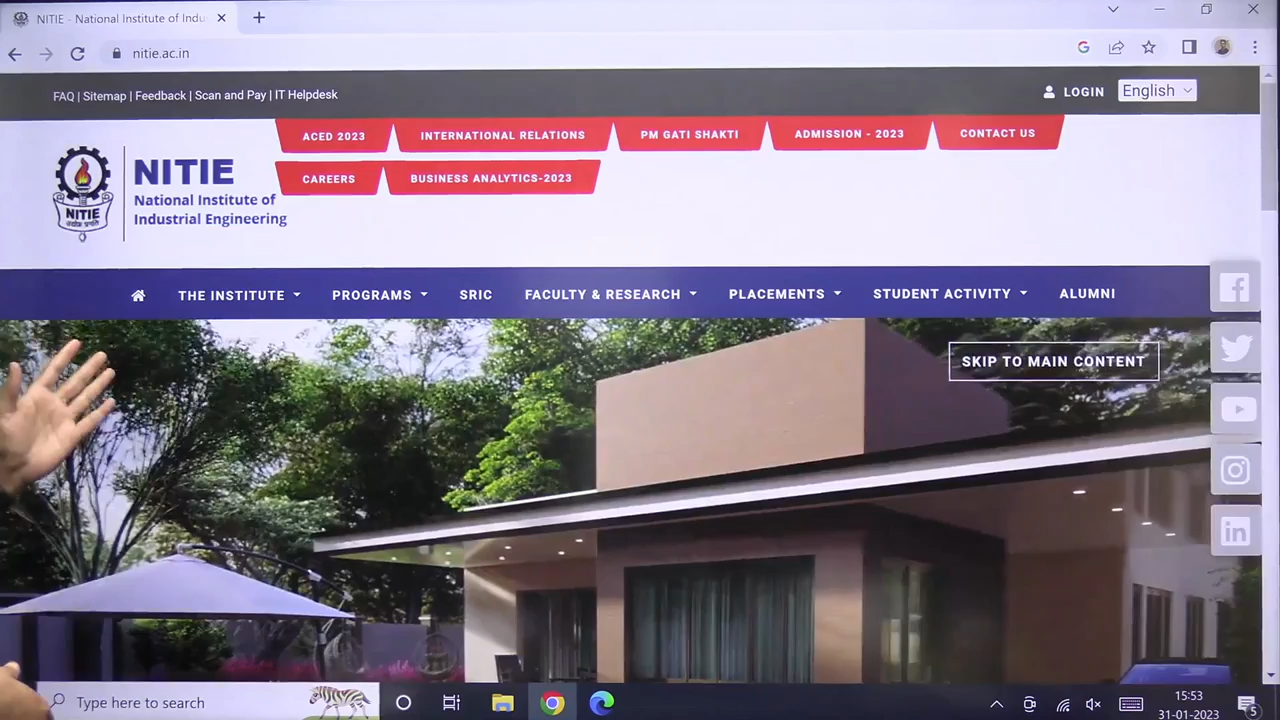 NITIE - National Institute of Indu
nitie.ac.in
FAQ | Sitemap | Feedback | Scan and Pay | IT Helpdesk
LOGIN
English
ACED 2023
INTERNATIONAL RELATIONS
PM GATI SHAKTI
ADMISSION - 2023
CONTACT US
CAREERS
BUSINESS ANALYTICS-2023
NITIE
National Institute of
Industrial Engineering
NITIE
THE INSTITUTE
PROGRAMS
SRIC
FACULTY & RESEARCH
PLACEMENTS
STUDENT ACTIVITY
ALUMNI
SKIP TO MAIN CONTENT
Type here to search
15:53
31-01-2023
5